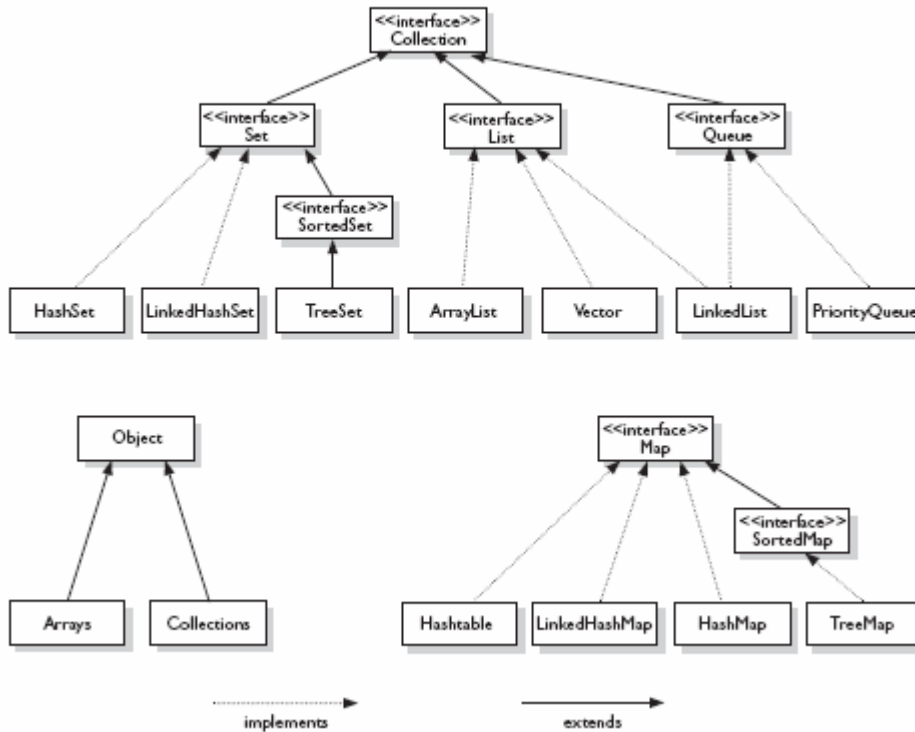 <<interface>>
Collection
<<interface>>
Set
<<interface>>
List
<<interface>>
Queue
<<interface>>
SortedSet
HashSet
LinkedHashSet
TreeSet
ArrayList
Vector
LinkedList
PriorityQueue
Object
<<interface>>
Map
<<interface>>
SortedMap
Arrays
Collections
Hashtable
LinkedHashMap
HashMap
TreeMap
implements
extends